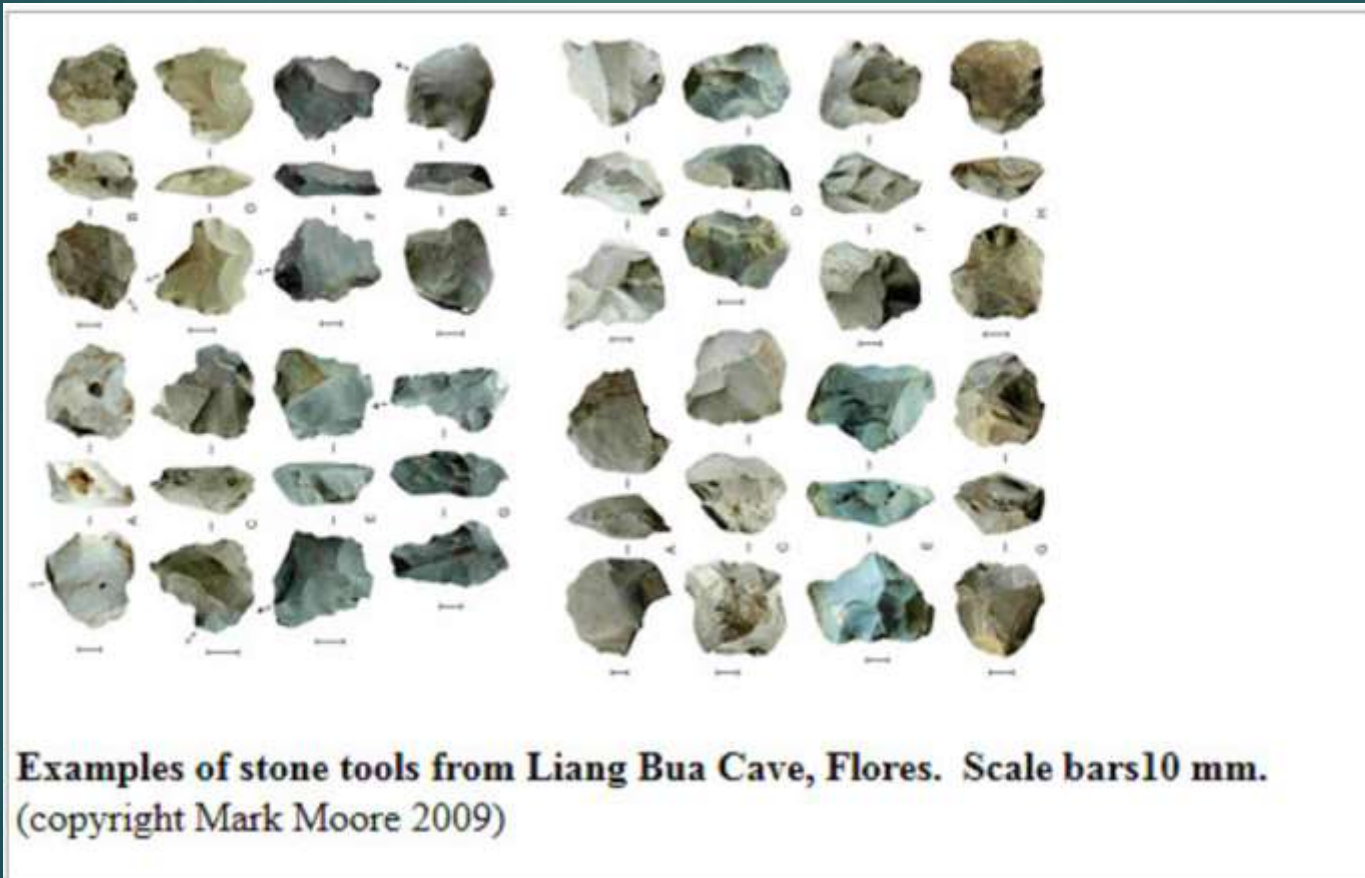 B
D
F
H
A
C
E
G
B
D
F
H
A
C
E
G
Examples of stone tools from Liang Bua Cave, Flores.  Scale bars10 mm.
(copyright Mark Moore 2009)